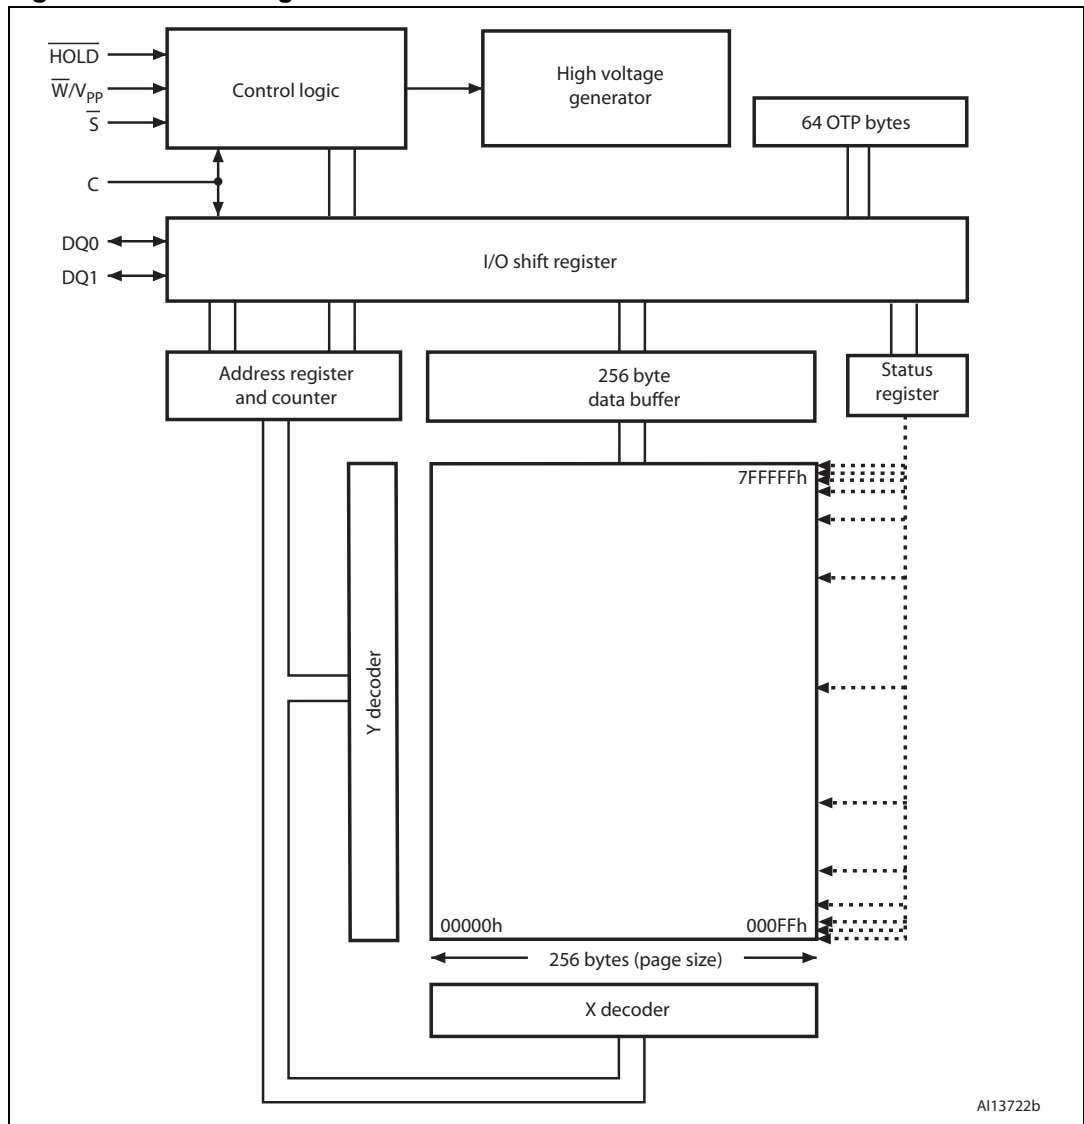 HOLD
W/VPP
S
C
DQ0
DQ1
Control logic
High voltage
generator
64 OTP bytes
I/O shift register
Address register
and counter
256 byte
data buffer
Status
register
7FFFFFh
Y decoder
00000h
000FFh
256 bytes (page size)
X decoder
AI13722b